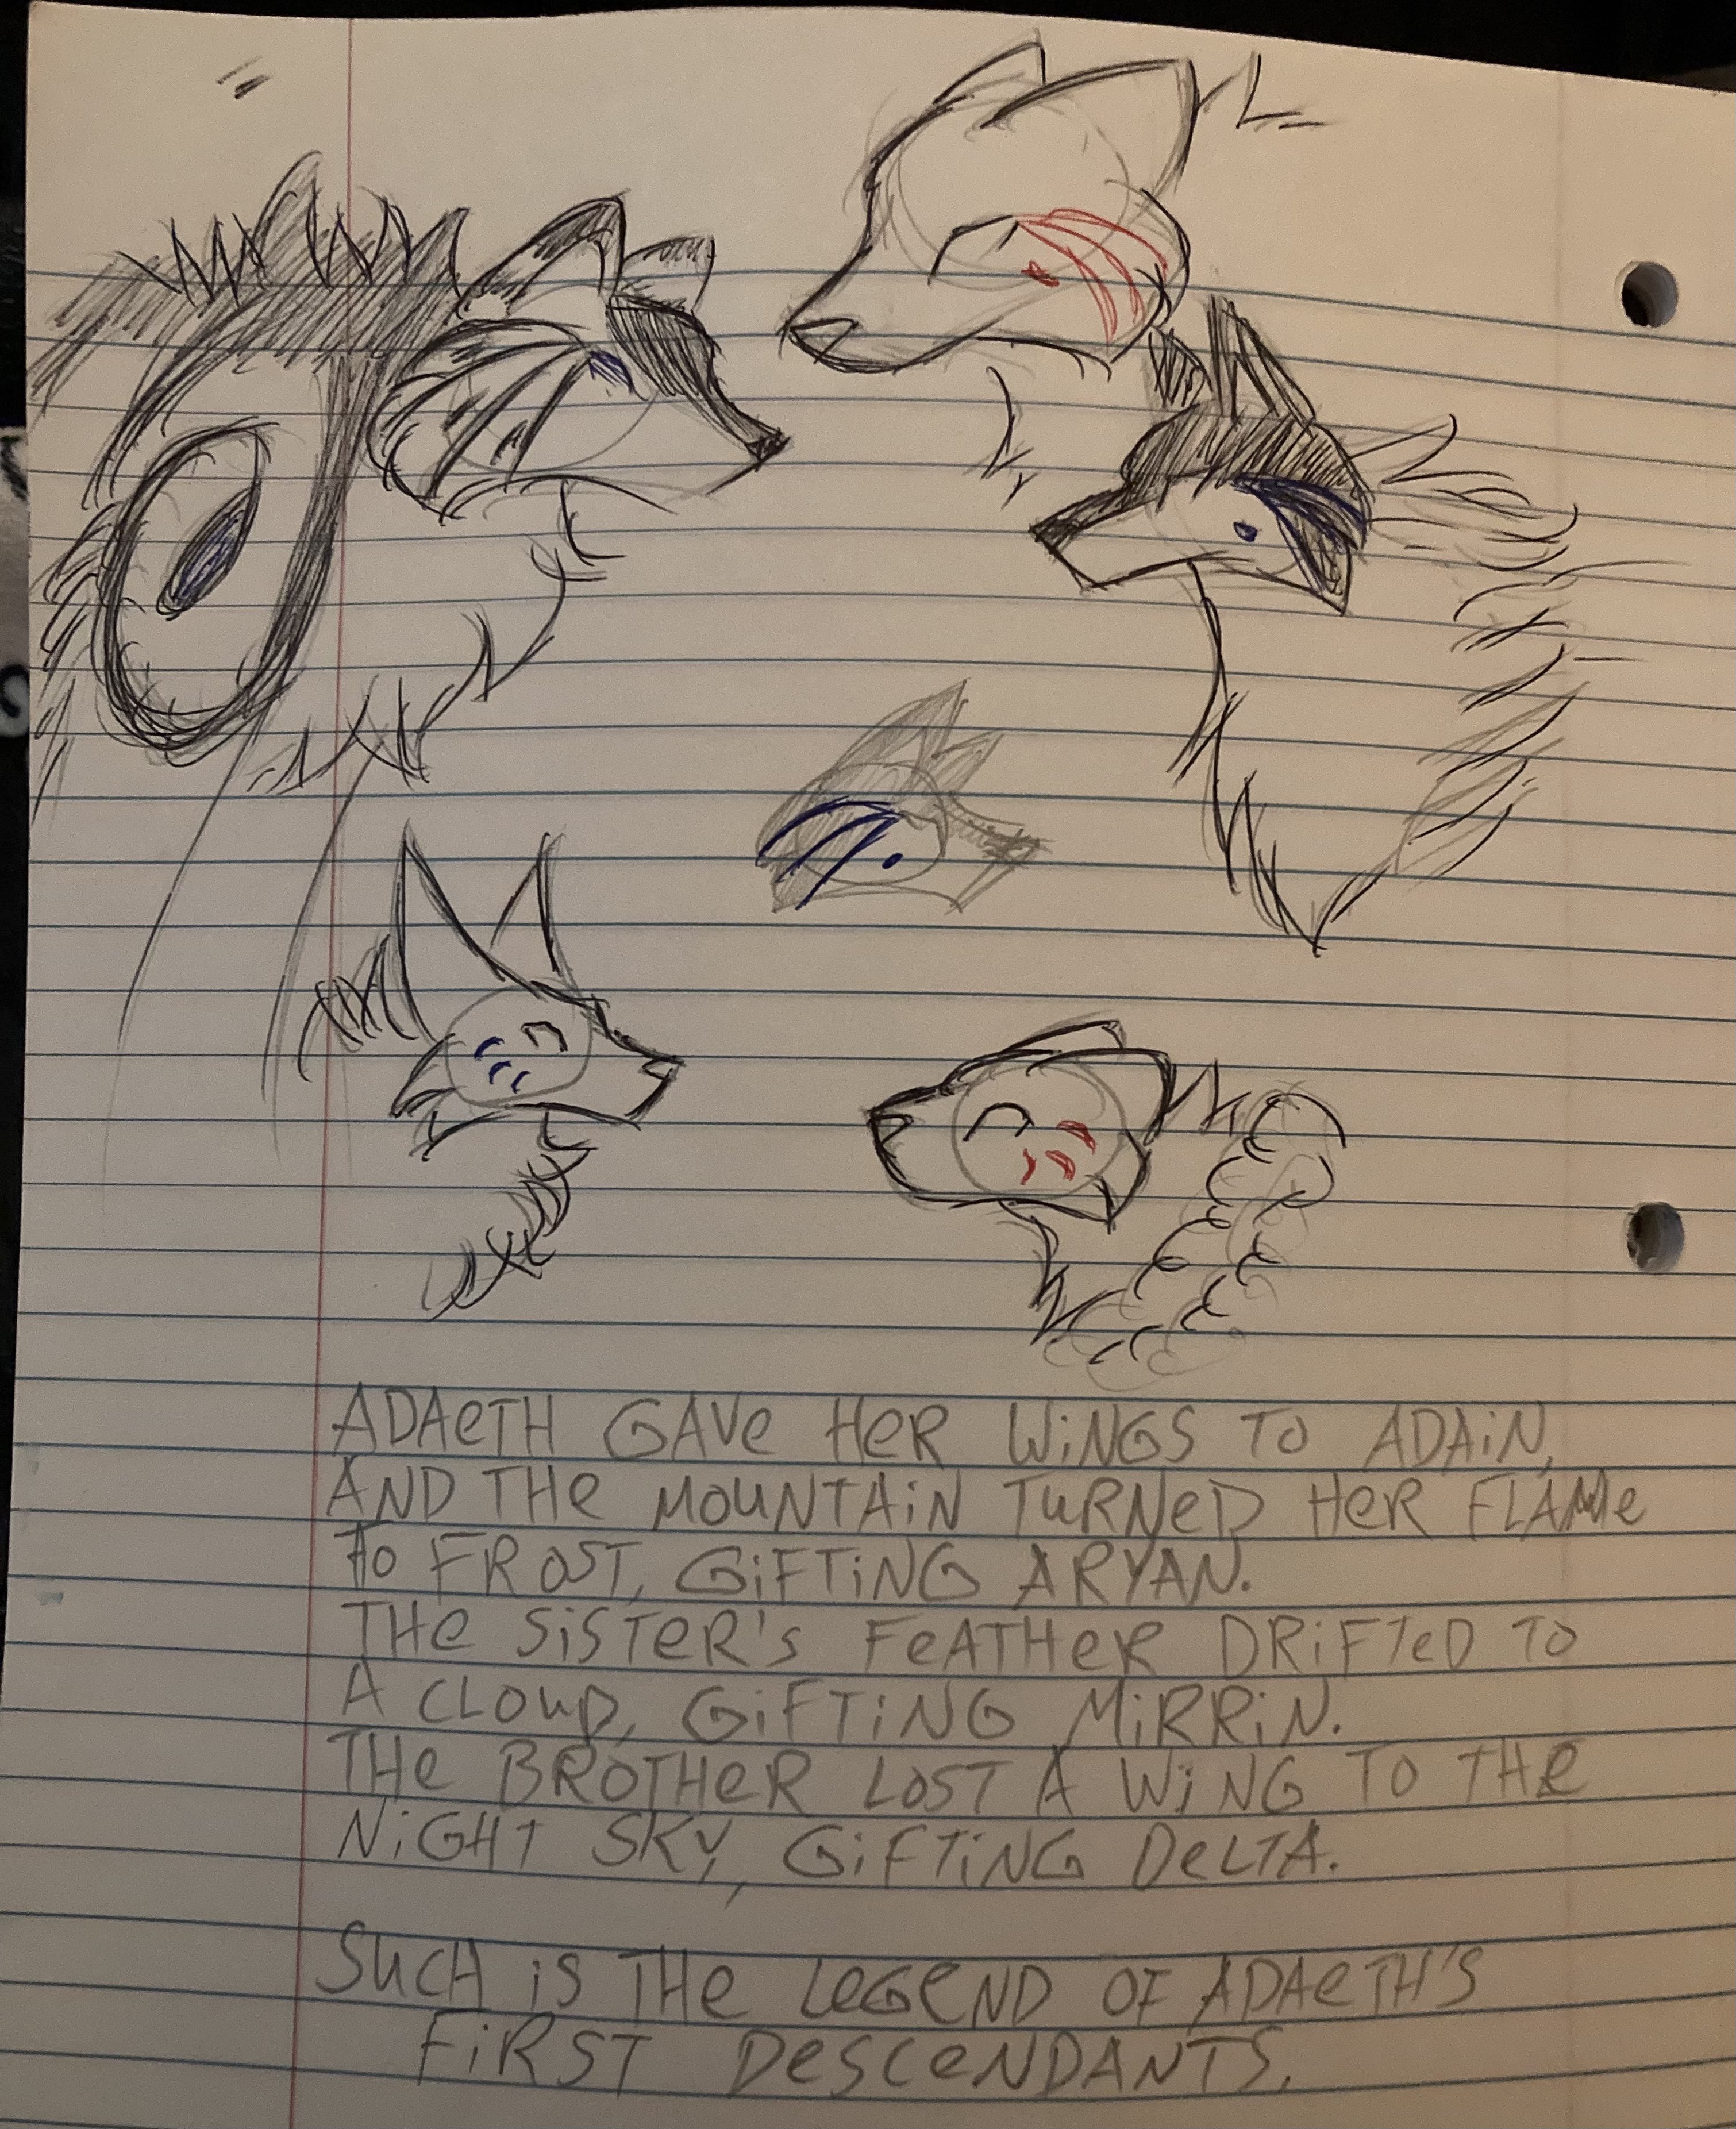 ADAeTH GAVe HeR WiNGS TO ADAiN,
AND THe MOuNTAiN TuRNeD HeR FLAMe
To FROST, GiFTiNG ARYAN.
THe SiSTeR'S FeATHeR DRiFTeD TO
A CLOuD, GiFTiNG MiRRiN.
THe BROTHeR LOST A WiNG TO THe
NiGHT SKY, GiFTiNG DeLTA.
SuCH iS THe LeGeND OF ADAeTH'S
FiRST DeSCeNDANTS.